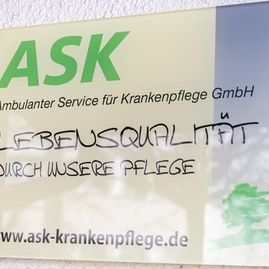 ASK
Ambulanter Service für Krankenpflege GmbH
LEBENSQUALITÄT
DURCH UNSERE PFLEGE
www.ask-krankenpflege.de